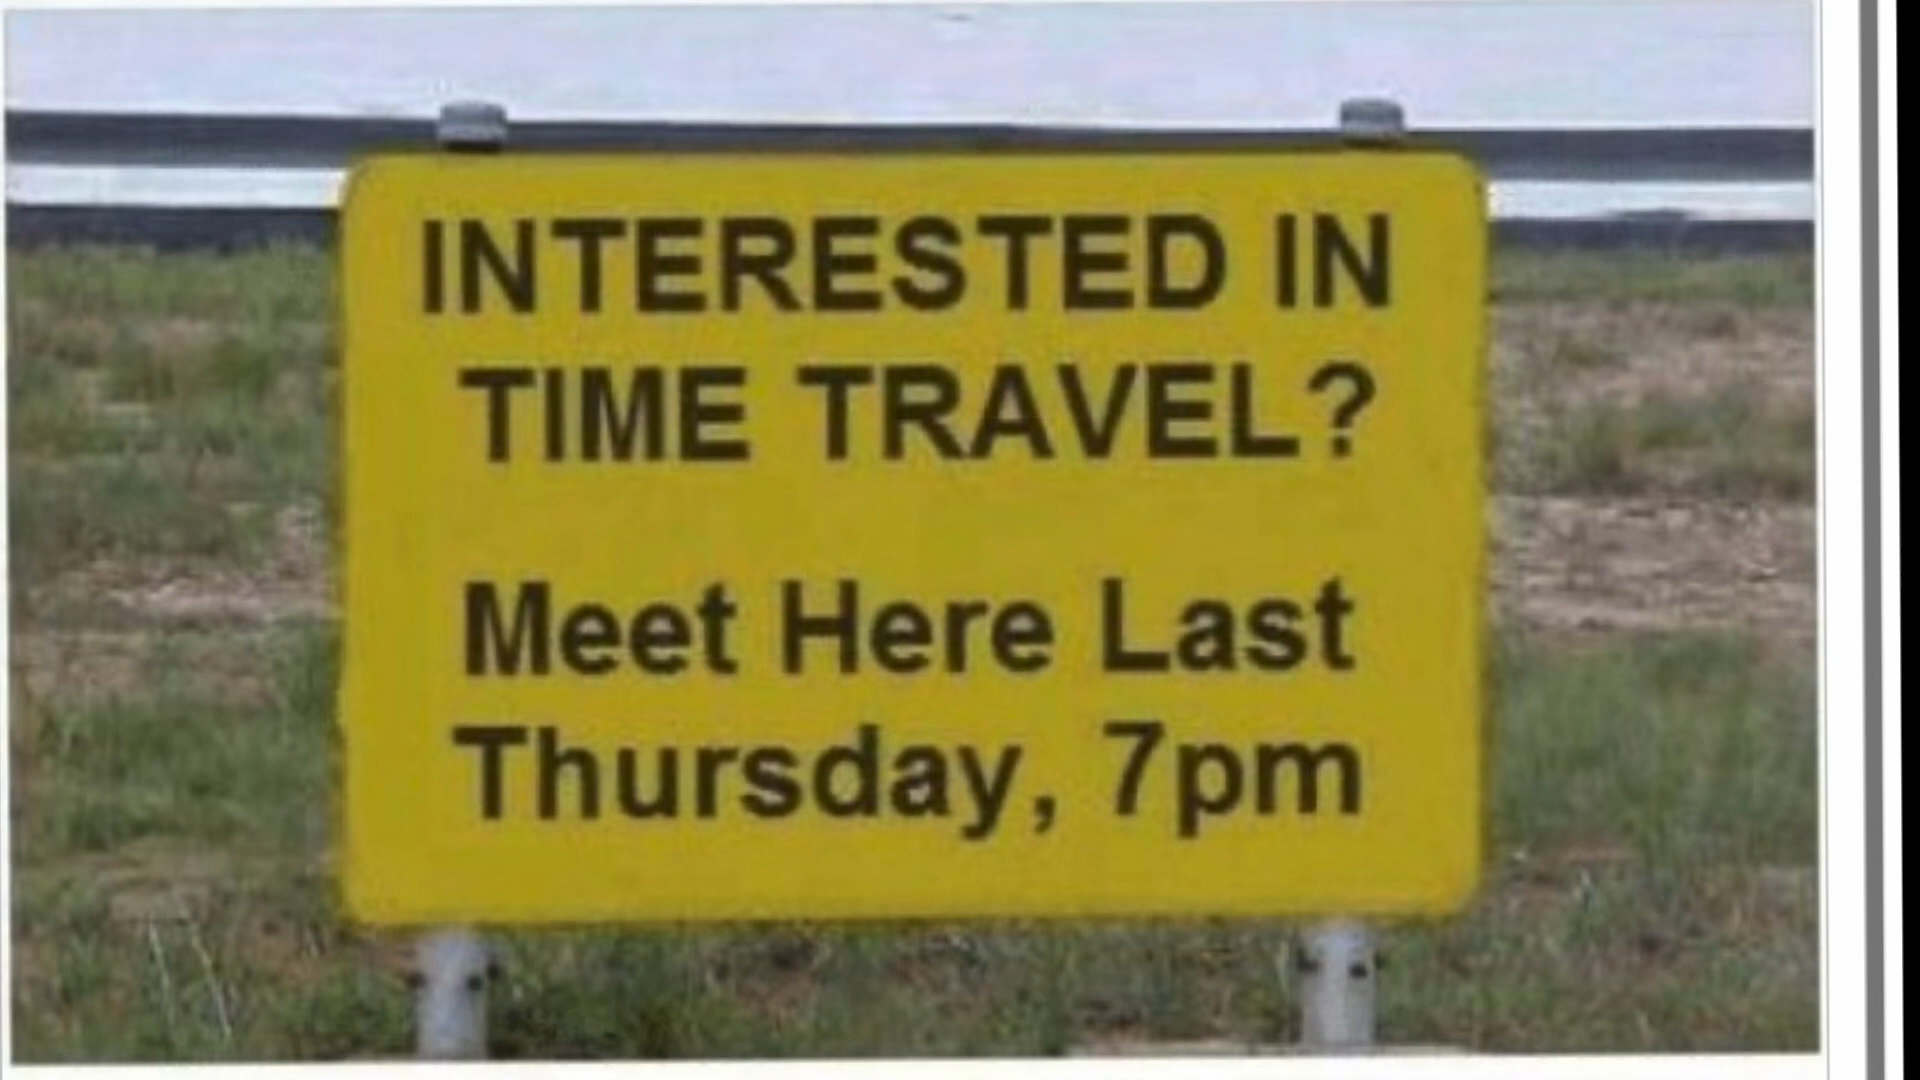 INTERESTED IN
TIME TRAVEL?
Meet Here Last
Thursday, 7pm